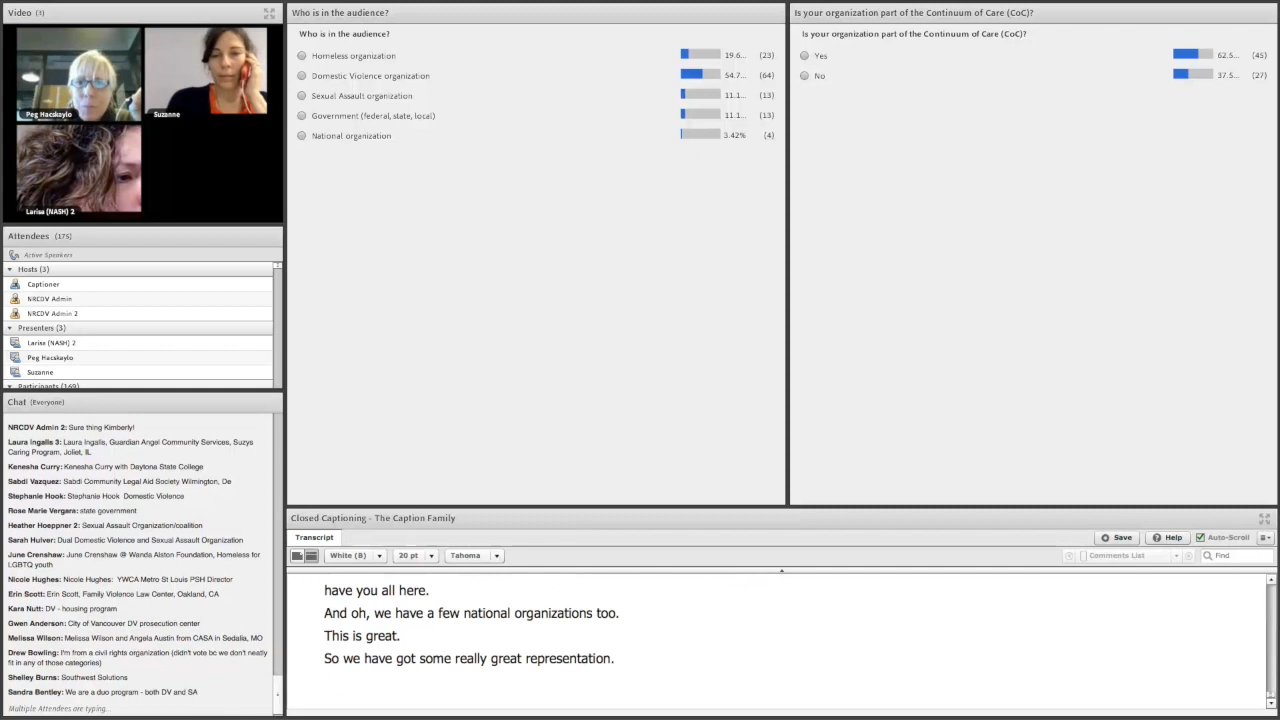 Video (3)
Peg Hacskaylo
Suzanne
Larisa (NASH) 2
Attendees (175)
Active Speakers
Hosts (3)
Captioner
NRCDV Admin
NRCDV Admin 2
Presenters (3)
Larisa (NASH) 2
Peg Hacskaylo
Suzanne
Participants (169)
Chat (Everyone)
NRCDV Admin 2: Sure thing Kimberly!
Laura Ingalls 3: Laura Ingalls, Guardian Angel Community Services, Suzys
Caring Program, Joliet, IL
Kenesha Curry: Kenesha Curry with Daytona State College
Sabdi Vazquez: Sabdi Community Legal Aid Society Wilmington, De
Stephanie Hook: Stephanie Hook Domestic Violence
Rose Marie Vergara: state government
Heather Hoeppner 2: Sexual Assault Organization/coalition
Sarah Hulver: Dual Domestic Violence and Sexual Assault Organization
June Crenshaw: June Crenshaw @ Wanda Alston Foundation, Homeless for
LGBTQ youth
Nicole Hughes: Nicole Hughes: YWCA Metro St Louis PSH Director
Erin Scott: Erin Scott, Family Violence Law Center, Oakland, CA
Kara Nutt: DV - housing program
Gwen Anderson: City of Vancouver DV prosecution center
Melissa Wilson: Melissa Wilson and Angela Austin from CASA in Sedalia, MO
Drew Bowling: I'm from a civil rights organization (didn't vote bc we don't neatly
fit in any of those categories)
Shelley Burns: Southwest Solutions
Sandra Bentley: We are a duo program - both DV and SA
Multiple Attendees are typing...
Who is in the audience?
Who is in the audience?
Homeless organization 19.6... (23)
Domestic Violence organization 54.7... (64)
Sexual Assault organization 11.1... (13)
Government (federal, state, local) 11.1... (13)
National organization 3.42% (4)
Is your organization part of the Continuum of Care (CoC)?
Is your organization part of the Continuum of Care (CoC)?
Yes 62.5... (45)
No 37.5... (27)
Closed Captioning - The Caption Family
Transcript Save Help Auto-Scroll
White (B) 20 pt Tahoma Comments List Find
have you all here.
And oh, we have a few national organizations too.
This is great.
So we have got some really great representation.